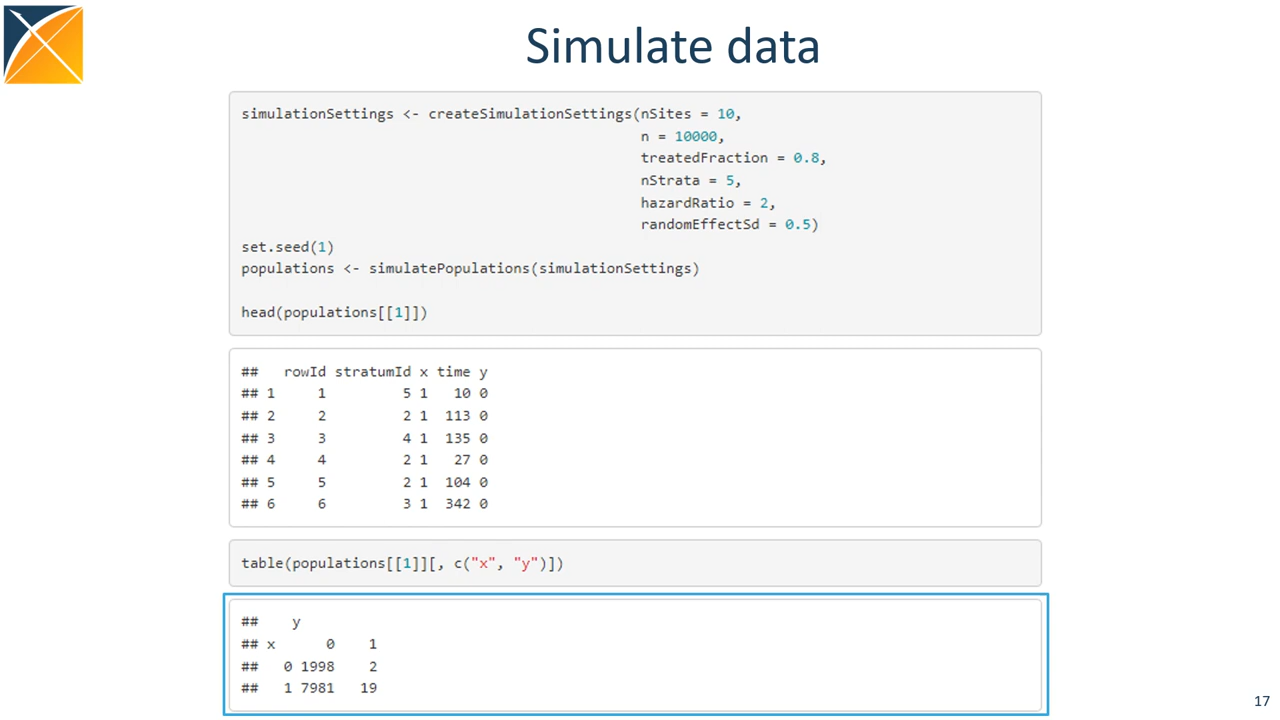 Simulate data
simulationSettings <- createSimulationSettings(nSites = 10,
n = 10000,
treatedFraction = 0.8,
nStrata = 5,
hazardRatio = 2,
randomEffectSd = 0.5)
set.seed(1)
populations <- simulatePopulations(simulationSettings)
head(populations[[1]])
##   rowId stratumId x time y
## 1     1         5 1   10 0
## 2     2         2 1  113 0
## 3     3         4 1  135 0
## 4     4         2 1   27 0
## 5     5         2 1  104 0
## 6     6         3 1  342 0
table(populations[[1]][, c("x", "y")])
##    y
## x      0    1
##   0 1998    2
##   1 7981   19
17